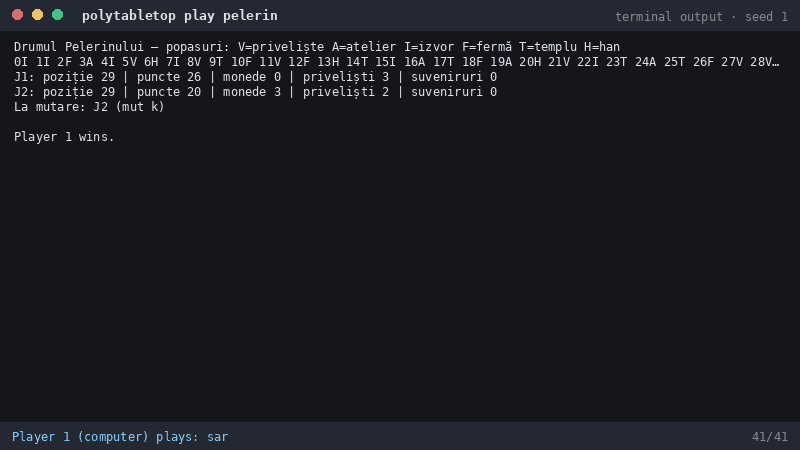 polytabletop play pelerin
terminal output · seed 1
Drumul Pelerinului — popasuri: V=priveliște A=atelier I=izvor F=fermă T=templu H=han
0I 1I 2F 3A 4I 5V 6H 7I 8V 9T 10F 11V 12F 13H 14T 15I 16A 17T 18F 19A 20H 21V 22I 23T 24A 25T 26F 27V 28V…
J1: poziție 29 | puncte 26 | monede 0 | priveliști 3 | suveniruri 0
J2: poziție 29 | puncte 20 | monede 3 | priveliști 2 | suveniruri 0
La mutare: J2 (mut k)
Player 1 wins.
Player 1 (computer) plays: sar
41/41